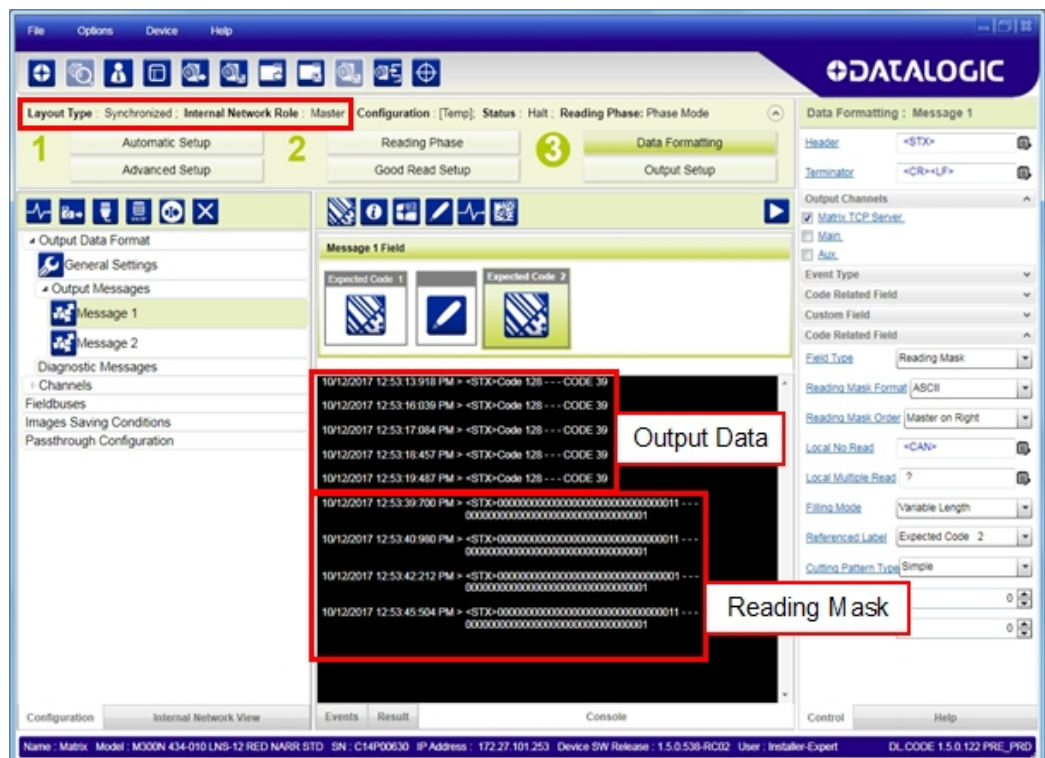 File Options Device Help
DATALOGIC
Layout Type : Synchronized ; Internal Network Role : Master Configuration : [Temp]; Status : Halt ; Reading Phase: Phase Mode
1 Automatic Setup 2 Reading Phase 3 Data Formatting
Advanced Setup Good Read Setup Output Setup
Output Data Format
General Settings
Output Messages
Message 1
Message 2
Diagnostic Messages
Channels
Fieldbuses
Images Saving Conditions
Passthrough Configuration
Configuration Internal Network View
Message 1 Field
Expected Code 1 Expected Code 2
10/12/2017 12:53:13:918 PM > <STX>Code 128 - - - CODE 39
10/12/2017 12:53:16:039 PM > <STX>Code 128 - - - CODE 39
10/12/2017 12:53:17:084 PM > <STX>Code 128 - - - CODE 39
10/12/2017 12:53:18:457 PM > <STX>Code 128 - - - CODE 39
10/12/2017 12:53:19:487 PM > <STX>Code 128 - - - CODE 39
Output Data
10/12/2017 12:53:39:700 PM > <STX>00000000000000000000000000000011 - - -
00000000000000000000000000000001
10/12/2017 12:53:40:980 PM > <STX>00000000000000000000000000000011 - - -
00000000000000000000000000000001
10/12/2017 12:53:42:212 PM > <STX>00000000000000000000000000000001 - - -
00000000000000000000000000000001
10/12/2017 12:53:45:504 PM > <STX>00000000000000000000000000000011 - - -
00000000000000000000000000000001
Reading Mask
Events Result Console
Data Formatting : Message 1
Header <STX>
Terminator <CR><LF>
Output Channels
Matrix TCP Server
Main
Aux
Event Type
Code Related Field
Custom Field
Code Related Field
Field Type Reading Mask
Reading Mask Format ASCII
Reading Mask Order Master on Right
Local No Read <CAN>
Local Multiple Read ?
Filling Mode Variable Length
Referenced Label Expected Code 2
Cutting Pattern Type Simple
0
0
Control Help
Name : Matrix Model : M300N 434-010 LNS-12 RED NARR STD SN : C14P00630 IP Address : 172.27.101.253 Device SW Release : 1.5.0.538-RC02 User : Installer-Expert DL.CODE 1.5.0.122 PRE_PRD